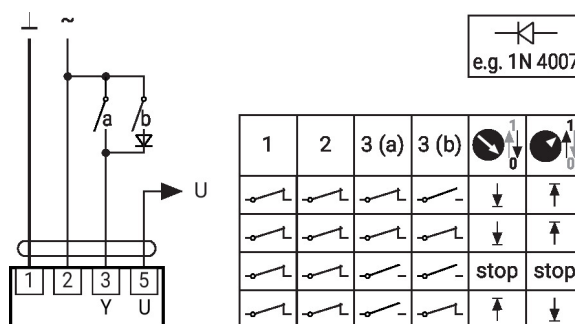 ⊥ ~
e.g. 1N 4007
a b
1 2 3 (a) 3 (b) 1 0 1 0
U
stop stop
1 2 3 5
Y U